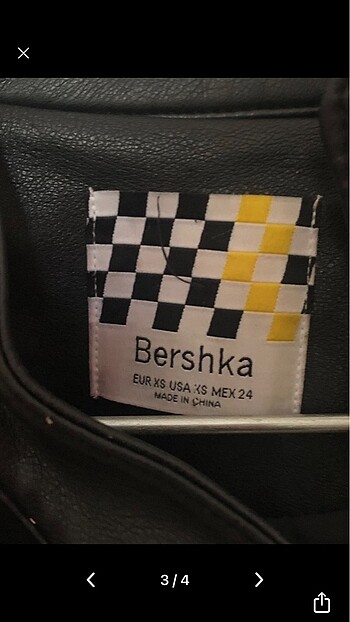 Bershka
EUR XS USA XS MEX 24
MADE IN CHINA
3/4